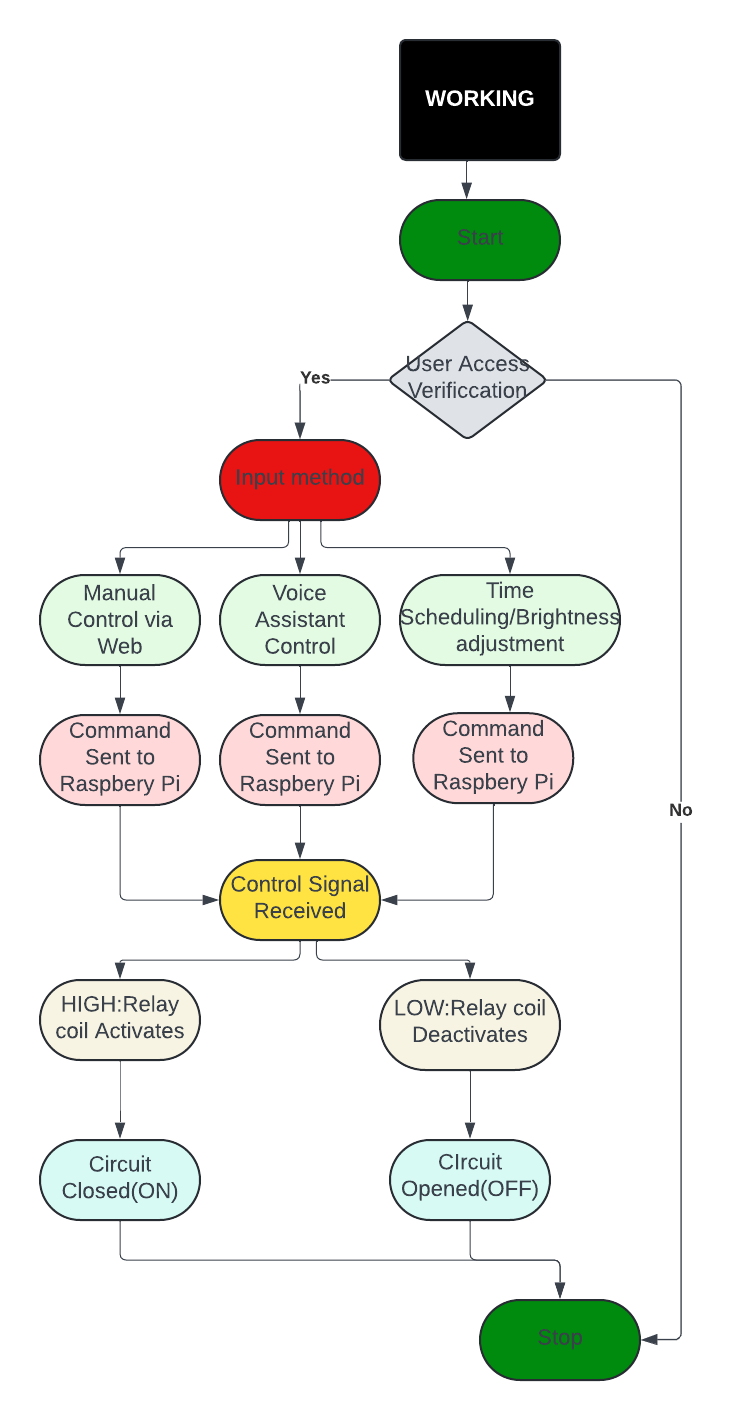 WORKING
Start
User Access
Verificcation
Yes
Input method
Manual
Control via
Web
Voice
Assistant
Control
Time
Scheduling/Brightness
adjustment
Command
Sent to
Raspbery Pi
Command
Sent to
Raspbery Pi
Command
Sent to
Raspbery Pi
No
Control Signal
Received
HIGH:Relay
coil Activates
LOW:Relay coil
Deactivates
Circuit
Closed(ON)
CIrcuit
Opened(OFF)
Stop